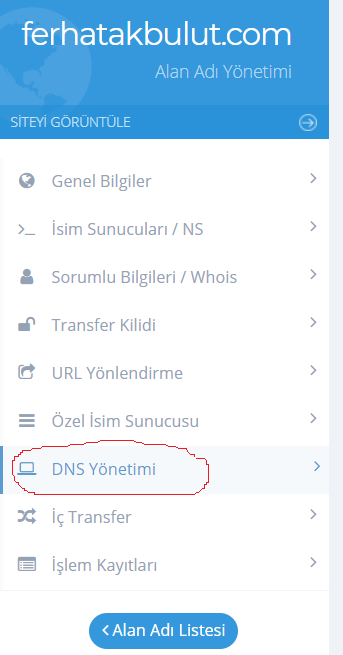 ferhatakbulut.com
Alan Adı Yönetimi
SİTEYİ GÖRÜNTÜLE
Genel Bilgiler
İsim Sunucuları / NS
Sorumlu Bilgileri / Whois
Transfer Kilidi
URL Yönlendirme
Özel İsim Sunucusu
DNS Yönetimi
İç Transfer
İşlem Kayıtları
Alan Adı Listesi